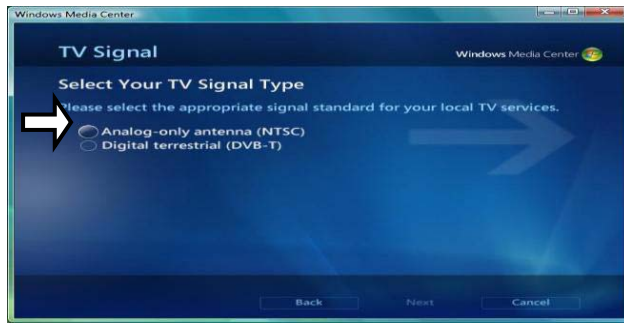 Windows Media Center
TV Signal
Windows Media Center
Select Your TV Signal Type
Please select the appropriate signal standard for your local TV services.
Analog-only antenna (NTSC)
Digital terrestrial (DVB-T)
Back Next Cancel